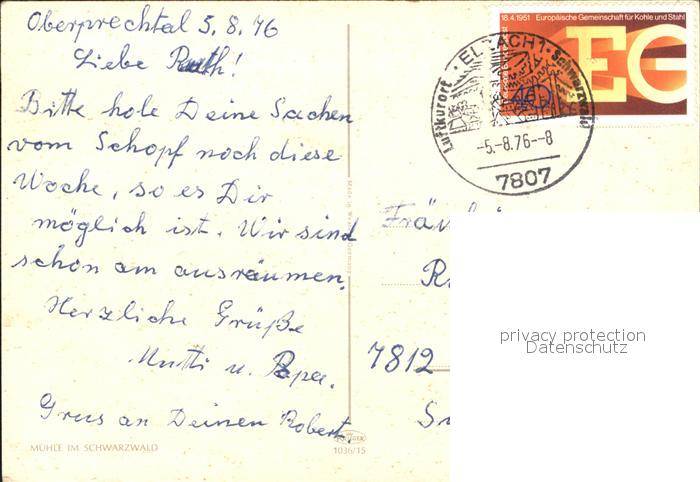 Oberprechtal 5.8.76
Liebe Ruth!
Bitte hole Deine Sachen
vom Schopf noch diese
Woche, so es Dir
möglich ist. Wir sind
schon am ausräumen.
Herzliche Grüße
Mutti u. Papa.
Grus an Deinen Robert.
MÜHLE IM SCHWARZWALD
1036/15
18.4.1951 Europäische Gemeinschaft für Kohle und Stahl
EG
Luftkurort · ELZACH 1 · Schwarzwald
-5.-8.76--8
7807
7812
privacy protection
Datenschutz